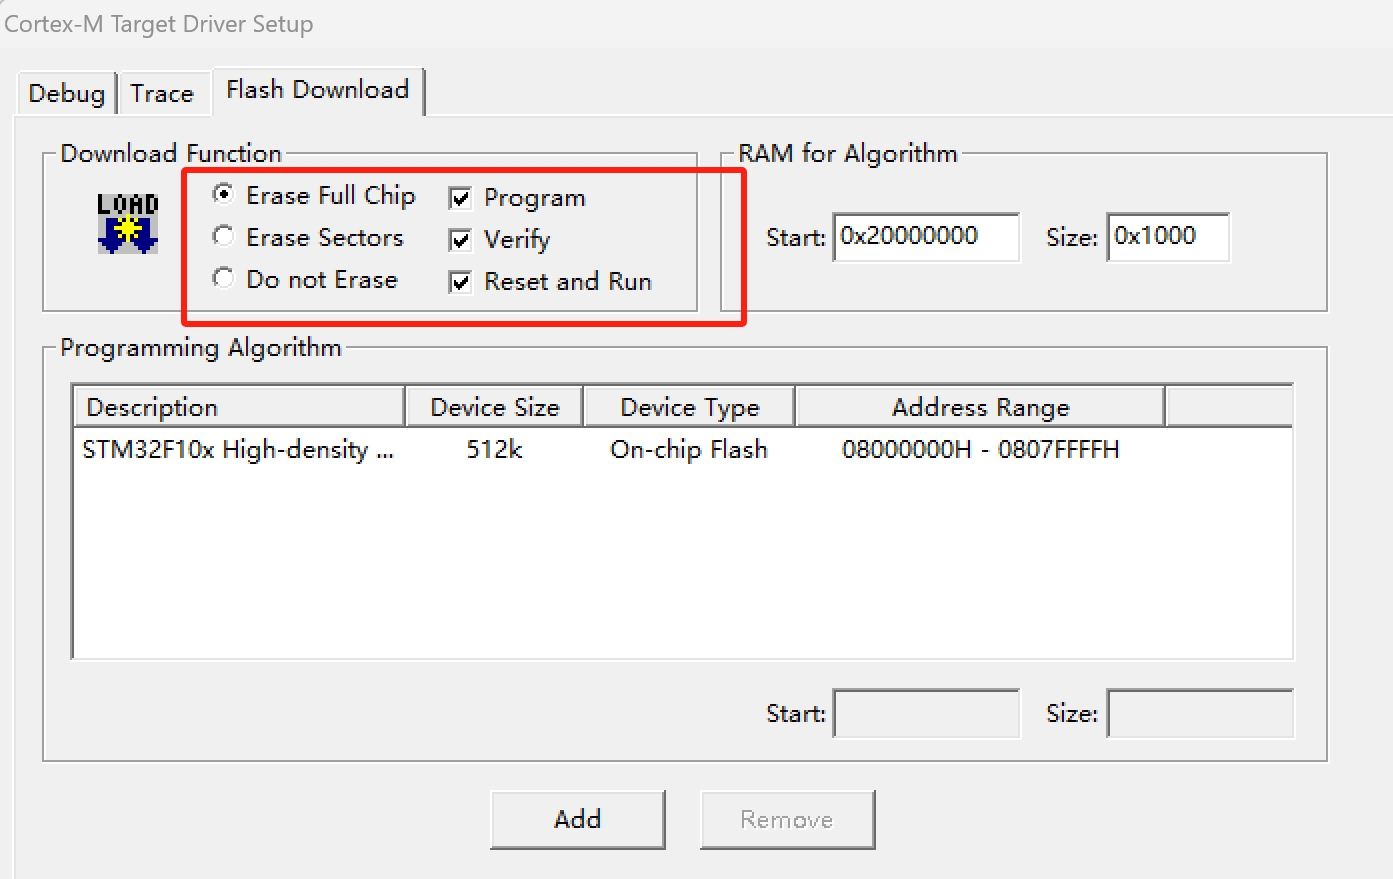 Cortex-M Target Driver Setup
Debug
Trace
Flash Download
Download Function
LOAD
Erase Full Chip
Erase Sectors
Do not Erase
Program
Verify
Reset and Run
RAM for Algorithm
Start: 0x20000000
Size: 0x1000
Programming Algorithm
Description Device Size Device Type Address Range
STM32F10x High-density ... 512k On-chip Flash 08000000H - 0807FFFFH
Start:
Size:
Add
Remove